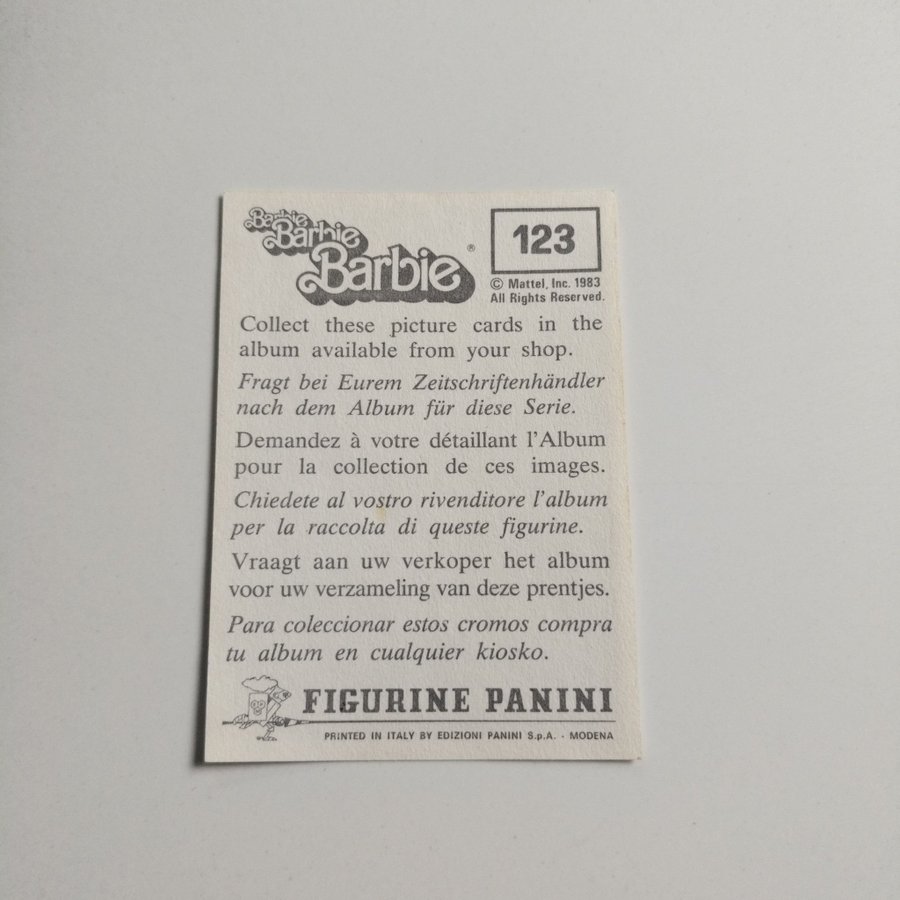 Barbie
Barbie
Barbie ®
123
© Mattel, Inc. 1983
All Rights Reserved.
Collect these picture cards in the
album available from your shop.
Fragt bei Eurem Zeitschriftenhändler
nach dem Album für diese Serie.
Demandez à votre détaillant l'Album
pour la collection de ces images.
Chiedete al vostro rivenditore l'album
per la raccolta di queste figurine.
Vraagt aan uw verkoper het album
voor uw verzameling van deze prentjes.
Para coleccionar estos cromos compra
tu album en cualquier kiosko.
FIGURINE PANINI
PRINTED IN ITALY BY EDIZIONI PANINI S.p.A. - MODENA